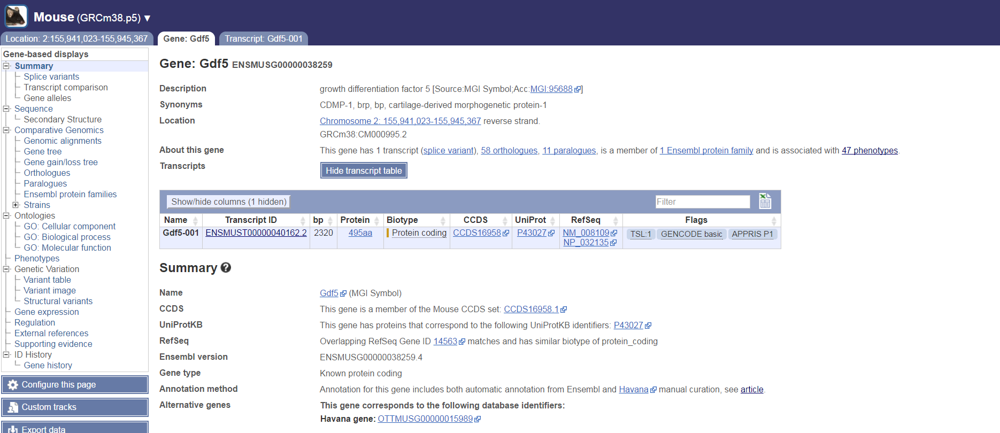 Mouse (GRCm38.p5) ▼
Location: 2:155,941,023-155,945,367
Gene: Gdf5
Transcript: Gdf5-001
Gene-based displays
Summary
Splice variants
Transcript comparison
Gene alleles
Sequence
Secondary Structure
Comparative Genomics
Genomic alignments
Gene tree
Gene gain/loss tree
Orthologues
Paralogues
Ensembl protein families
Strains
Ontologies
GO: Cellular component
GO: Biological process
GO: Molecular function
Phenotypes
Genetic Variation
Variant table
Variant image
Structural variants
Gene expression
Regulation
External references
Supporting evidence
ID History
Gene history
Configure this page
Custom tracks
Export data
Gene: Gdf5 ENSMUSG00000038259
Description growth differentiation factor 5 [Source:MGI Symbol;Acc:MGI:95688]
Synonyms CDMP-1, brp, bp, cartilage-derived morphogenetic protein-1
Location Chromosome 2: 155,941,023-155,945,367 reverse strand.
GRCm38:CM000995.2
About this gene This gene has 1 transcript (splice variant), 58 orthologues, 11 paralogues, is a member of 1 Ensembl protein family and is associated with 47 phenotypes.
Transcripts Hide transcript table
Show/hide columns (1 hidden) Filter
Name Transcript ID bp Protein Biotype CCDS UniProt RefSeq Flags
Gdf5-001 ENSMUST00000040162.2 2320 495aa Protein coding CCDS16958 P43027 NM_008109 TSL:1 GENCODE basic APPRIS P1
NP_032135
Summary ?
Name Gdf5 (MGI Symbol)
CCDS This gene is a member of the Mouse CCDS set: CCDS16958.1
UniProtKB This gene has proteins that correspond to the following UniProtKB identifiers: P43027
RefSeq Overlapping RefSeq Gene ID 14563 matches and has similar biotype of protein_coding
Ensembl version ENSMUSG00000038259.4
Gene type Known protein coding
Annotation method Annotation for this gene includes both automatic annotation from Ensembl and Havana manual curation, see article.
Alternative genes This gene corresponds to the following database identifiers:
Havana gene: OTTMUSG00000015989